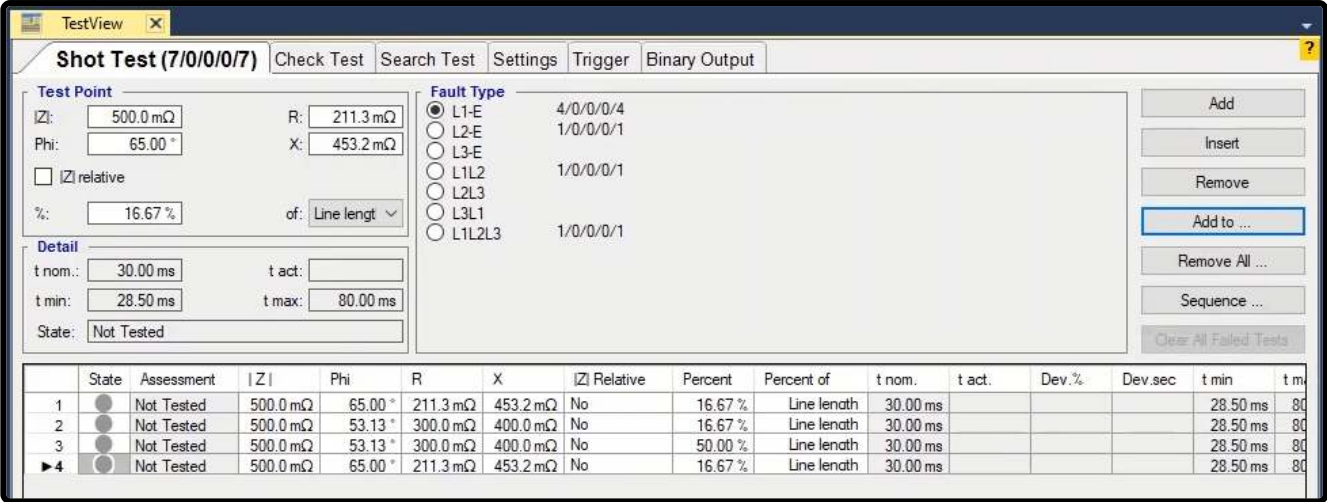 TestView X
?
Shot Test (7/0/0/0/7) Check Test Search Test Settings Trigger Binary Output
Test Point
|Z|: 500.0 mΩ R: 211.3 mΩ
Phi: 65.00 ° X: 453.2 mΩ
|Z| relative
%: 16.67 % of: Line lengt
Detail
t nom.: 30.00 ms t act:
t min: 28.50 ms t max: 80.00 ms
State: Not Tested
Fault Type
L1-E 4/0/0/0/4
L2-E 1/0/0/0/1
L3-E
L1L2 1/0/0/0/1
L2L3
L3L1
L1L2L3 1/0/0/0/1
Add
Insert
Remove
Add to ...
Remove All ...
Sequence ...
Clear All Failed Tests
State Assessment |Z| Phi R X |Z| Relative Percent Percent of t nom. t act. Dev.% Dev.sec t min t m
1 Not Tested 500.0 mΩ 65.00 ° 211.3 mΩ 453.2 mΩ No 16.67 % Line length 30.00 ms 28.50 ms 80
2 Not Tested 500.0 mΩ 53.13 ° 300.0 mΩ 400.0 mΩ No 16.67 % Line length 30.00 ms 28.50 ms 80
3 Not Tested 500.0 mΩ 53.13 ° 300.0 mΩ 400.0 mΩ No 50.00 % Line length 30.00 ms 28.50 ms 80
►4 Not Tested 500.0 mΩ 65.00 ° 211.3 mΩ 453.2 mΩ No 16.67 % Line length 30.00 ms 28.50 ms 80